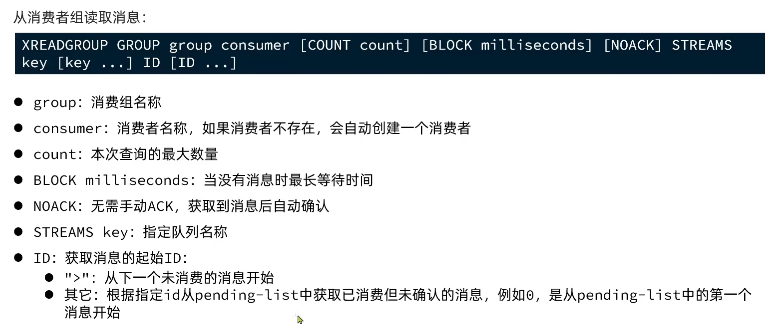 从消费者组读取消息：
XREADGROUP GROUP group consumer [COUNT count] [BLOCK milliseconds] [NOACK] STREAMS
key [key ...] ID [ID ...]
● group：消费组名称
● consumer：消费者名称，如果消费者不存在，会自动创建一个消费者
● count：本次查询的最大数量
● BLOCK milliseconds：当没有消息时最长等待时间
● NOACK：无需手动ACK，获取到消息后自动确认
● STREAMS key：指定队列名称
● ID：获取消息的起始ID：
● ">"：从下一个未消费的消息开始
● 其它：根据指定id从pending-list中获取已消费但未确认的消息，例如0，是从pending-list中的第一个
消息开始